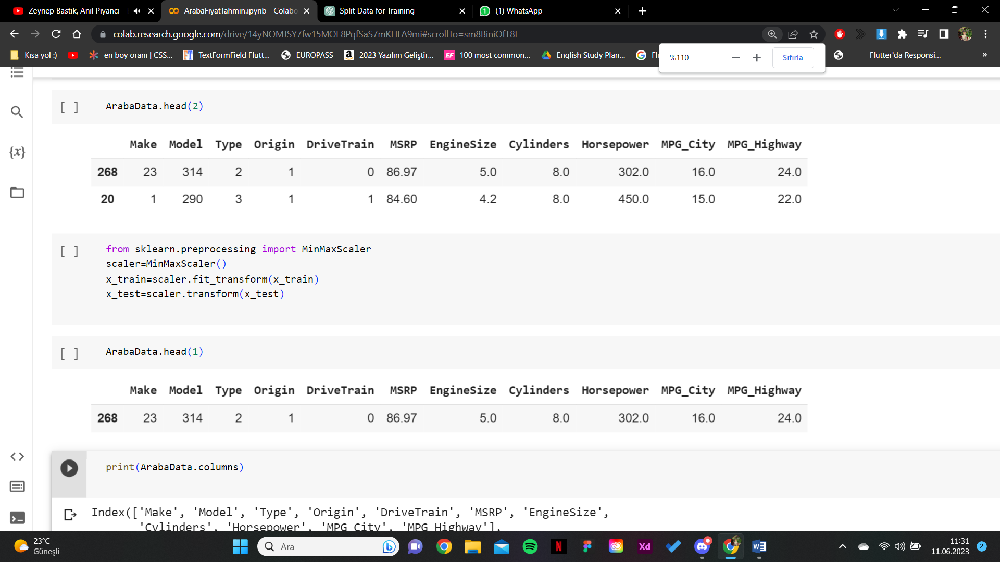 Zeynep Bastık, Anıl Piyancı -
ArabaFiyatTahmin.ipynb - Colabo
Split Data for Training
(1) WhatsApp
colab.research.google.com/drive/14yNOMJSY7fw15MOE8PqfSaS7mKHFA9mi#scrollTo=sm8BiniOfT8E
Kısa yol :)
en boy oranı | CSS...
TextFormField Flutt...
EUROPASS
2023 Yazılım Geliştir...
100 most common...
English Study Plan...
Flutter'da Responsi...
»
%110
Sıfırla
[ ] ArabaData.head(2)
Make Model Type Origin DriveTrain MSRP EngineSize Cylinders Horsepower MPG_City MPG_Highway
268 23 314 2 1 0 86.97 5.0 8.0 302.0 16.0 24.0
20 1 290 3 1 1 84.60 4.2 8.0 450.0 15.0 22.0
[ ] from sklearn.preprocessing import MinMaxScaler
scaler=MinMaxScaler()
x_train=scaler.fit_transform(x_train)
x_test=scaler.transform(x_test)
[ ] ArabaData.head(1)
Make Model Type Origin DriveTrain MSRP EngineSize Cylinders Horsepower MPG_City MPG_Highway
268 23 314 2 1 0 86.97 5.0 8.0 302.0 16.0 24.0
print(ArabaData.columns)
Index(['Make', 'Model', 'Type', 'Origin', 'DriveTrain', 'MSRP', 'EngineSize',
'Cylinders', 'Horsepower', 'MPG_City', 'MPG_Highway'],
23°C
Güneşli
Ara
11:31
11.06.2023
2